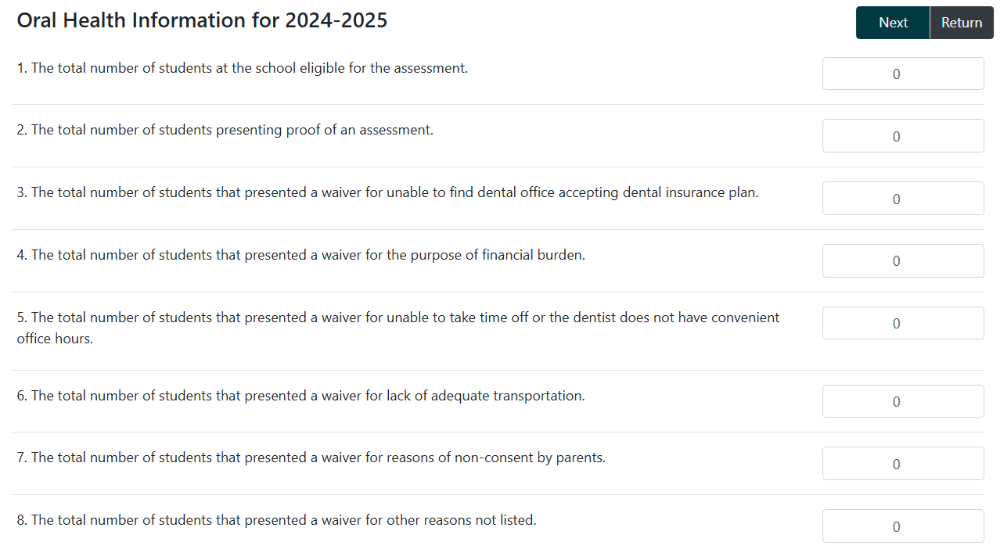 Oral Health Information for 2024-2025
Next
Return
1. The total number of students at the school eligible for the assessment.
0
2. The total number of students presenting proof of an assessment.
0
3. The total number of students that presented a waiver for unable to find dental office accepting dental insurance plan.
0
4. The total number of students that presented a waiver for the purpose of financial burden.
0
5. The total number of students that presented a waiver for unable to take time off or the dentist does not have convenient
office hours.
0
6. The total number of students that presented a waiver for lack of adequate transportation.
0
7. The total number of students that presented a waiver for reasons of non-consent by parents.
0
8. The total number of students that presented a waiver for other reasons not listed.
0